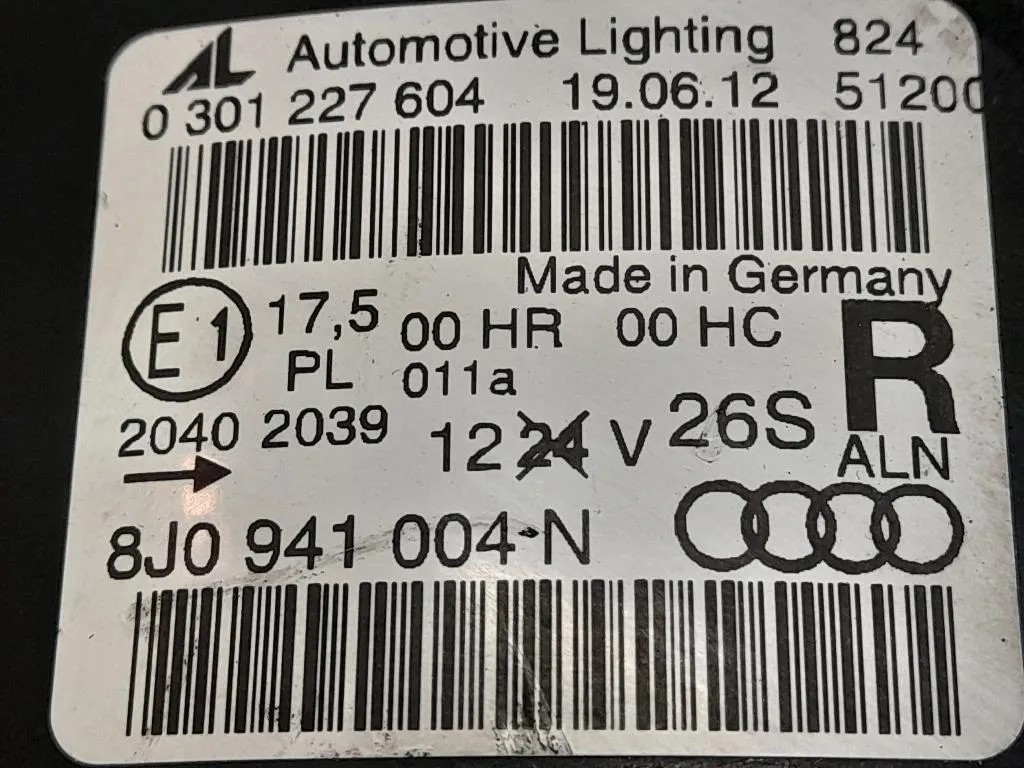 AL Automotive Lighting 824
0 301 227 604 19.06.12 51200
Made in Germany
E1 17,5 00 HR 00 HC R
PL 011a
2040 2039 12 24 V 26S ALN
8J0 941 004 N